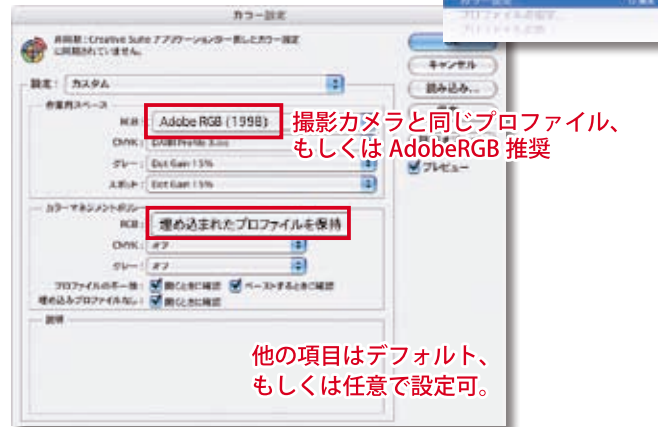 カラー設定
プロファイルの指定...
非同期 : Creative Suite アプリケーションが一貫したカラー設定
に同期されていません。
キャンセル
設定 : カスタム
読み込み...
作業用スペース
RGB : Adobe RGB (1998)
撮影カメラと同じプロファイル、
もしくは AdobeRGB 推奨
CMYK :
グレー : Dot Gain 15%
プレビュー
スポット : Dot Gain 15%
カラーマネジメントポリシー
RGB : 埋め込まれたプロファイルを保持
CMYK : オフ
グレー : オフ
プロファイルの不一致 : 開くときに確認 ペーストするときに確認
埋め込みプロファイルなし : 開くときに確認
説明
他の項目はデフォルト、
もしくは任意で設定可。